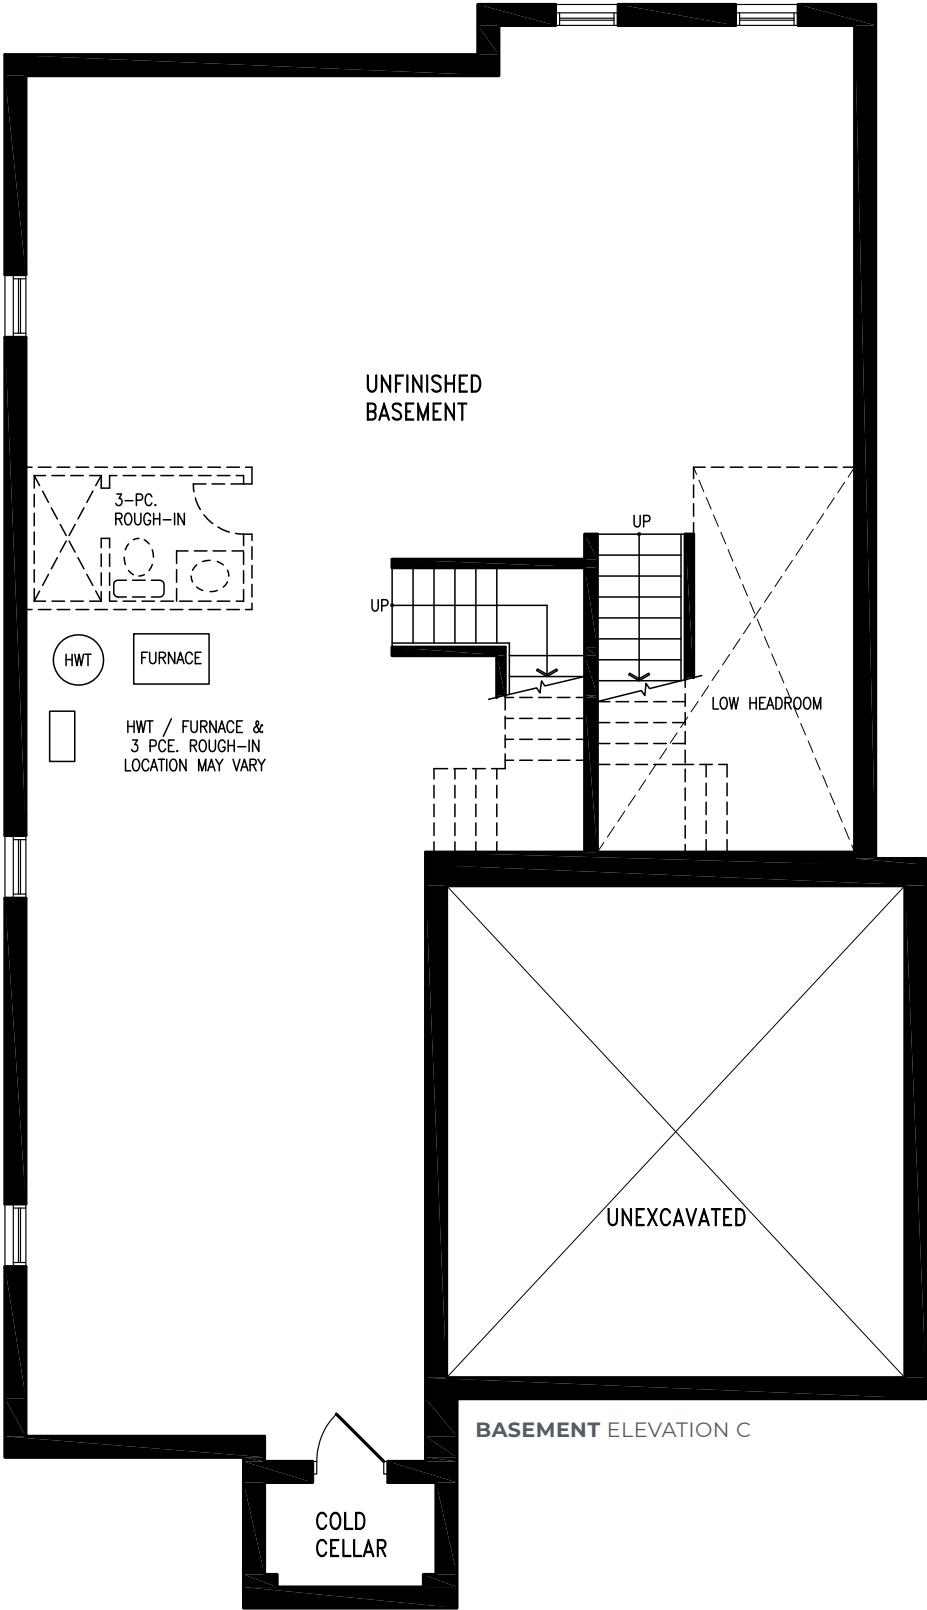 UNFINISHED
BASEMENT
3-PC.
ROUGH-IN
UP
UP
HWT
FURNACE
LOW HEADROOM
HWT / FURNACE &
3 PCE. ROUGH-IN
LOCATION MAY VARY
UNEXCAVATED
BASEMENT ELEVATION C
COLD
CELLAR